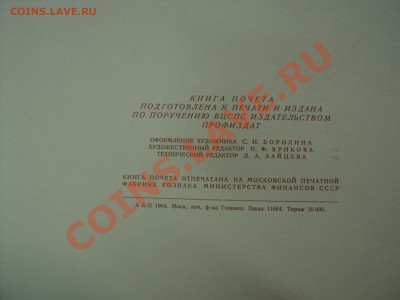 COINS.LAVE.RU
КНИГА ПОЧЕТА
ПОДГОТОВЛЕНА К ПЕЧАТИ И ИЗДАНА
ПО ПОРУЧЕНИЮ ВЦСПС ИЗДАТЕЛЬСТВОМ
ПРОФИЗДАТ
ОФОРМЛЕНИЕ ХУДОЖНИКА С. И. БОРОЛИНА
ХУДОЖЕСТВЕННЫЙ РЕДАКТОР Н. Ф. ЯРИКОВА
ТЕХНИЧЕСКИЙ РЕДАКТОР Л. А. ЗАЙЦЕВА
КНИГА ПОЧЕТА ОТПЕЧАТАНА НА МОСКОВСКОЙ ПЕЧАТНОЙ
ФАБРИКЕ ГОЗНАКА МИНИСТЕРСТВА ФИНАНСОВ СССР
А Б/Н 1964. Моск. печ. ф-ка Гознака. Заказ 11664. Тираж 20 000.
COINS.LAVE.RU